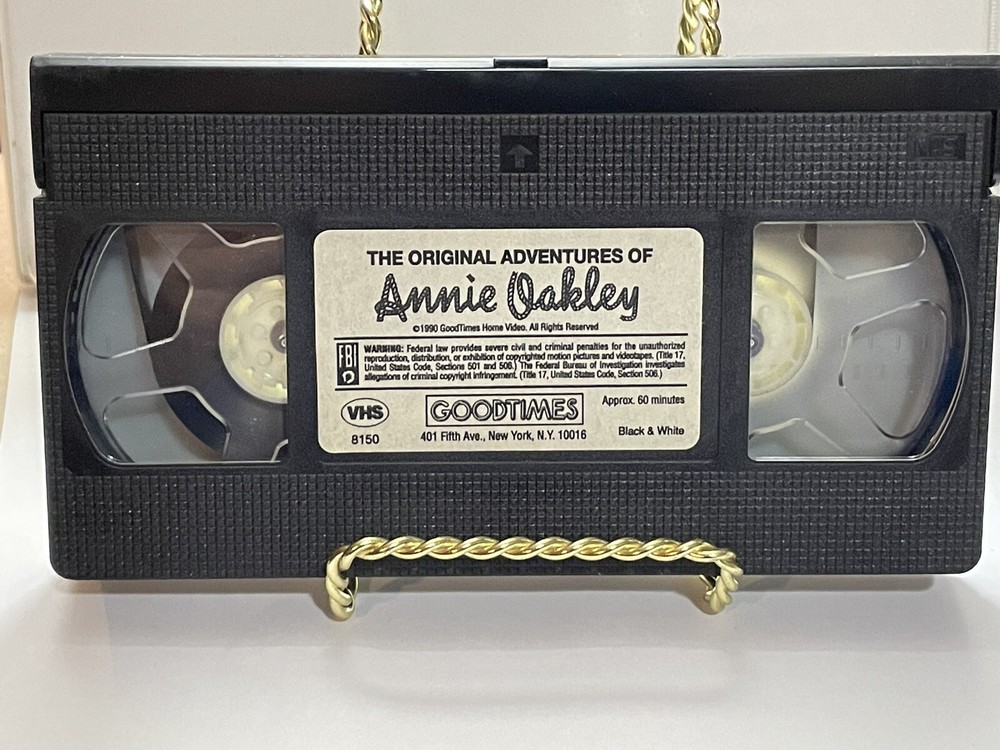 VHS
THE ORIGINAL ADVENTURES OF
Annie Oakley
©1990 GoodTimes Home Video. All Rights Reserved
FBI
WARNING: Federal law provides severe civil and criminal penalties for the unauthorized
reproduction, distribution, or exhibition of copyrighted motion pictures and videotapes. (Title 17,
United States Code, Sections 501 and 506.) The Federal Bureau of Investigation investigates
allegations of criminal copyright infringement. (Title 17, United States Code, Section 506.)
VHS
8150
GOODTIMES
401 Fifth Ave., New York, N.Y. 10016
Approx. 60 minutes
Black & White